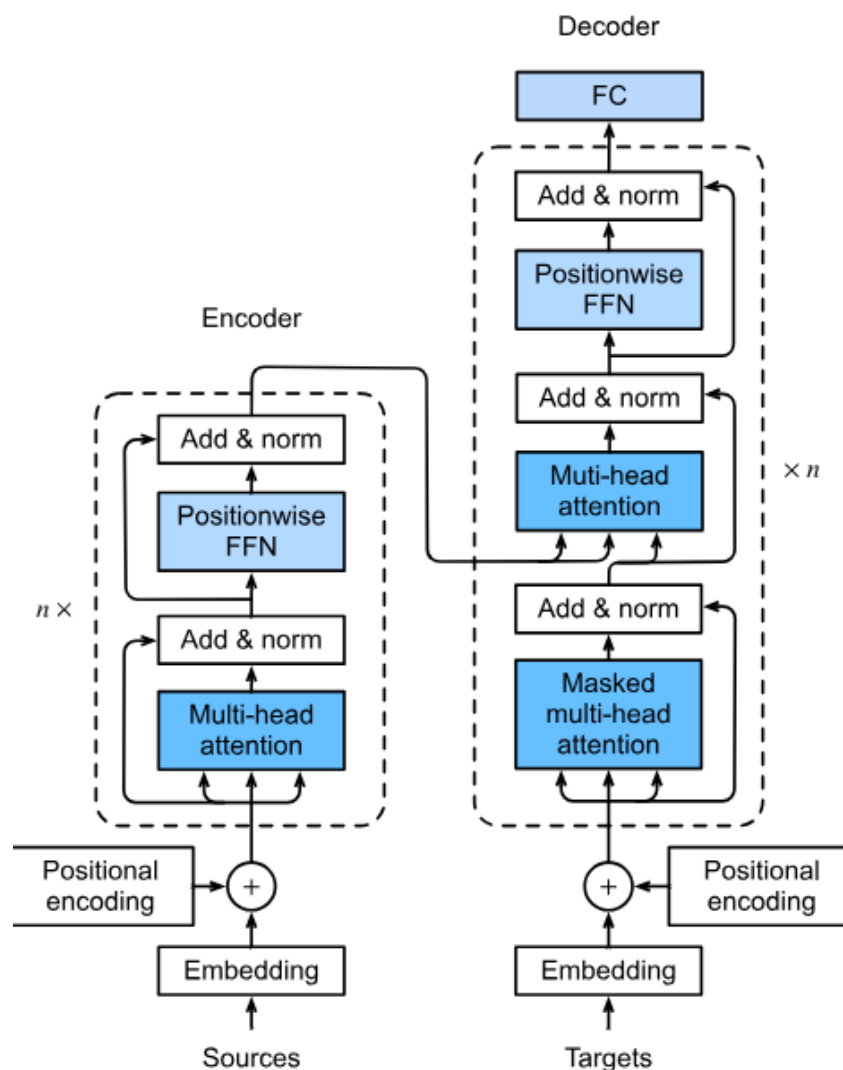 Decoder
FC
Add & norm
Positionwise
FFN
Add & norm
Muti-head
attention
× n
Add & norm
Masked
multi-head
attention
Positional
encoding
+
Embedding
Targets
Encoder
Add & norm
Positionwise
FFN
n ×
Add & norm
Multi-head
attention
Positional
encoding
+
Embedding
Sources